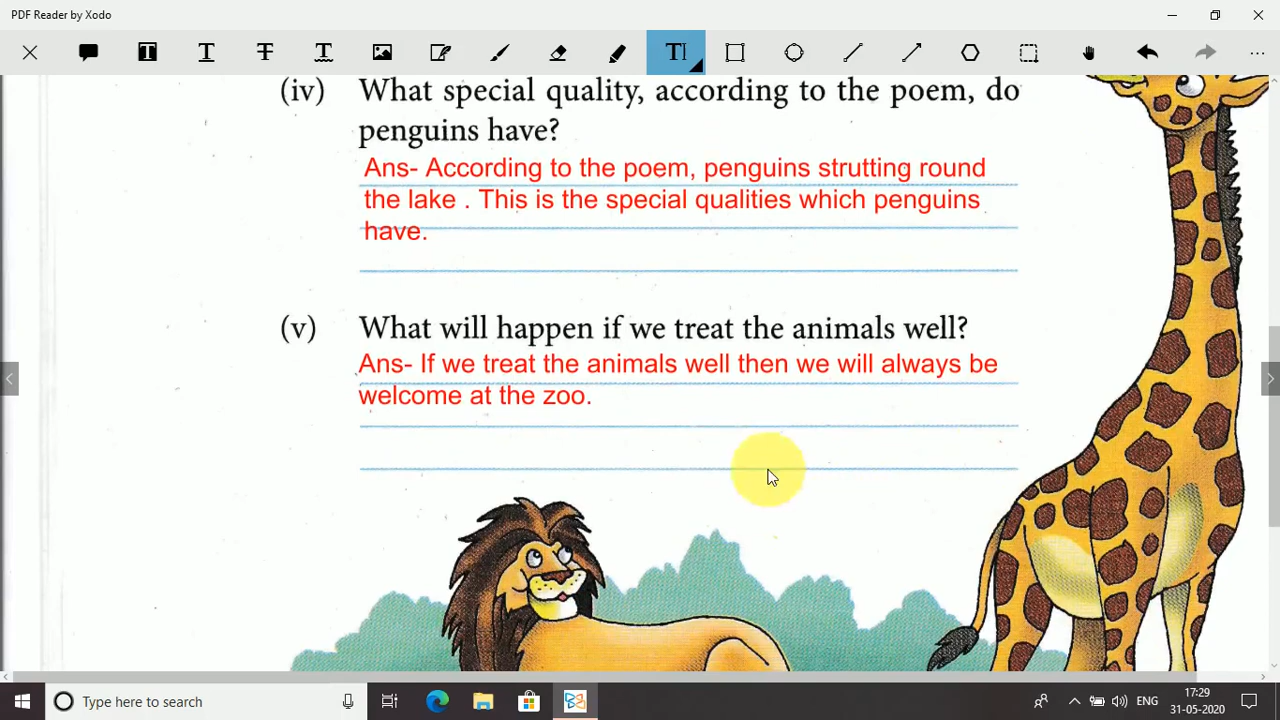 PDF Reader by Xodo
(iv) What special quality, according to the poem, do
penguins have?
Ans- According to the poem, penguins strutting round
the lake . This is the special qualities which penguins
have.
(v) What will happen if we treat the animals well?
Ans- If we treat the animals well then we will always be
welcome at the zoo.
Type here to search
ENG
17:29
31-05-2020